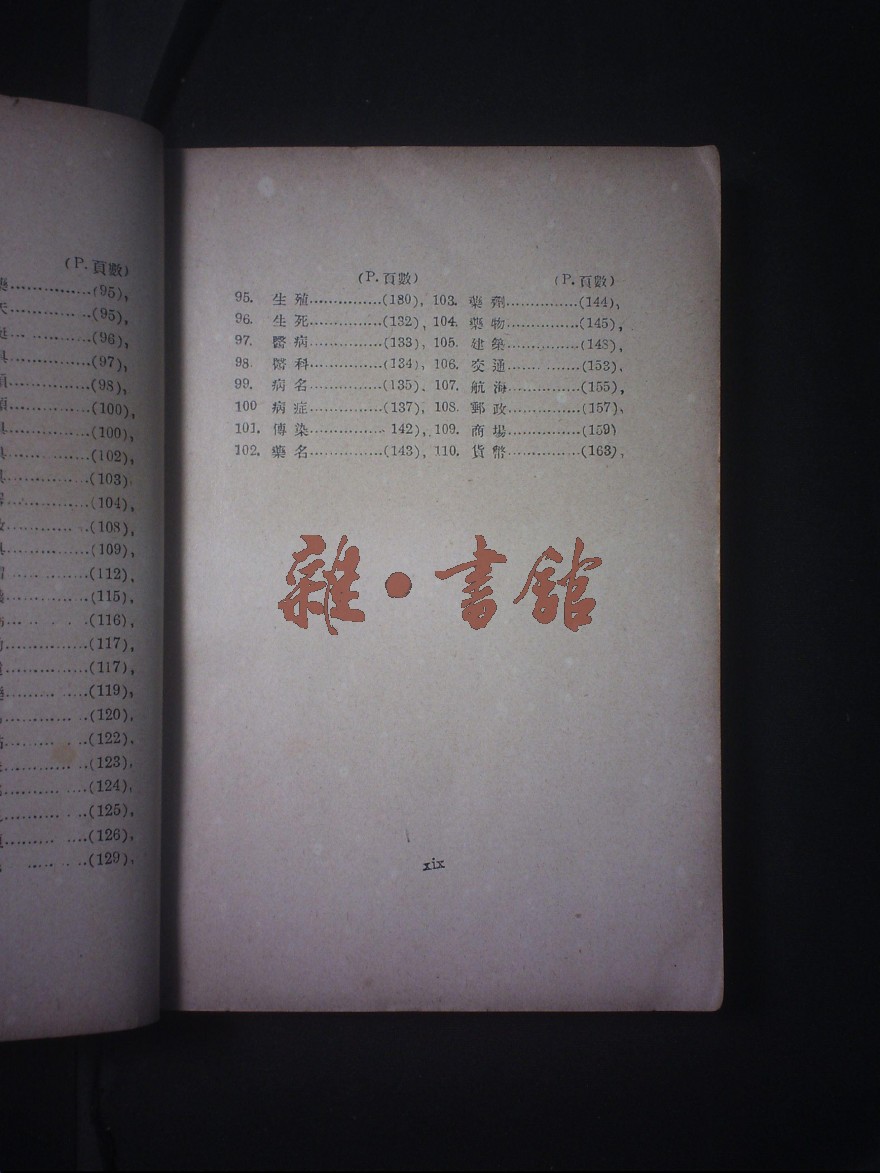 (P. 頁數)
(95),
(95),
(96),
(97),
(98),
(100),
(100),
(102),
(103)
(104),
(108),
(109),
(112),
(115),
(116),
(117),
(117),
(119),
(120),
(122).
(123),
(124),
(125),
(126),
(129),
(P. 頁數) (P. 頁數)
95. 生殖……………(180), 103. 藥劑……………(144),
96. 生死……………(132), 104. 藥物……………(145),
97. 醫病……………(133), 105. 建築……………(148),
98. 醫科……………(134), 106. 交通……………(153).
99. 病名……………(135). 107. 航海……………(155),
100 病症……………(137), 108. 郵政……………(157),
101. 傳染…………… 142), 109. 商場……………(159)
102. 藥名……………(143), 110. 貨幣……………(163),
雜·書館
xix